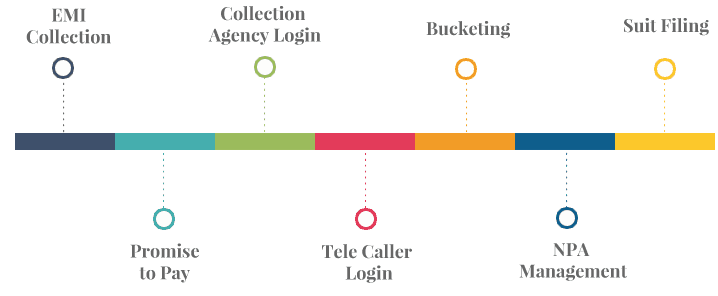 EMI
Collection
Collection
Agency Login
Bucketing
Suit Filing
Promise
to Pay
Tele Caller
Login
NPA
Management